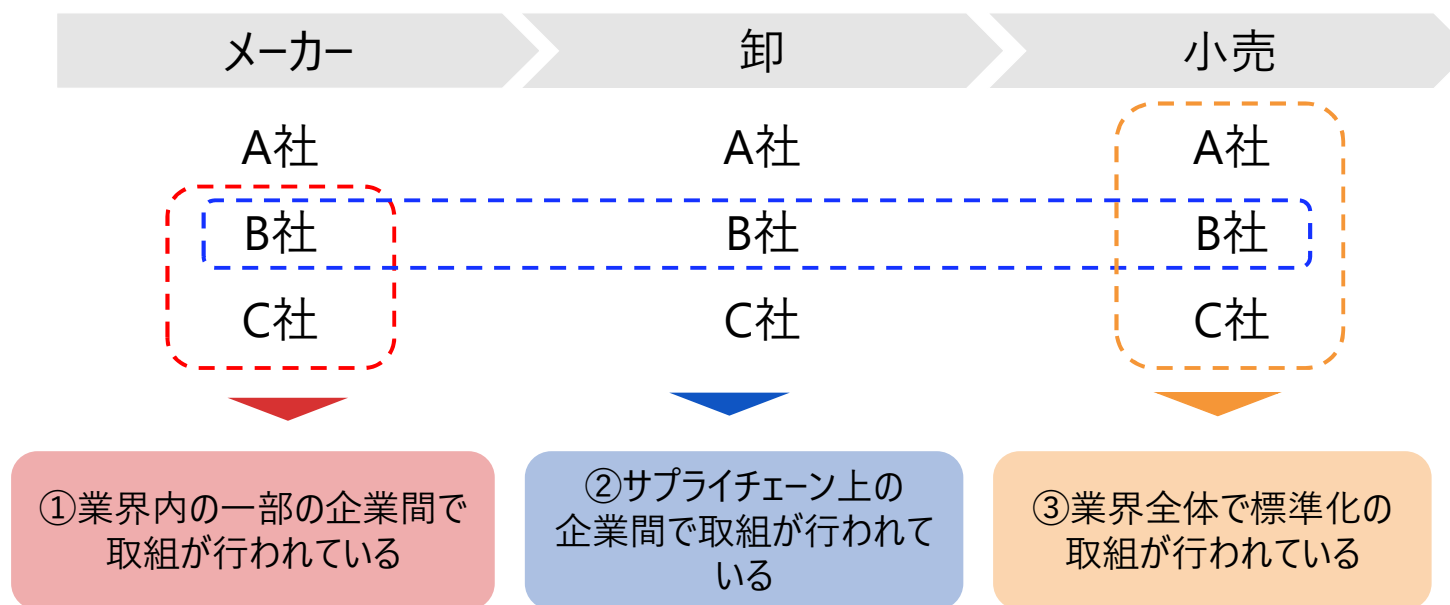 メーカー
卸
小売
A社
A社
A社
B社
B社
B社
C社
C社
C社
①業界内の一部の企業間で
取組が行われている
②サプライチェーン上の
企業間で取組が行われて
いる
③業界全体で標準化の
取組が行われている